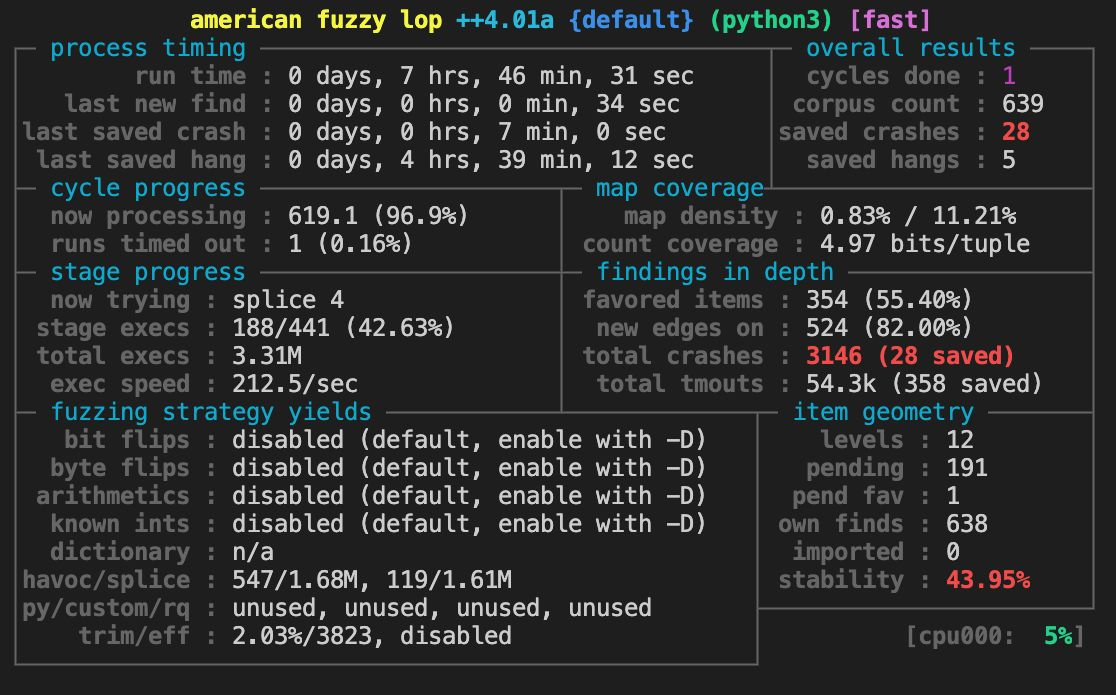 american fuzzy lop ++4.01a {default} (python3) [fast]
process timing overall results
run time : 0 days, 7 hrs, 46 min, 31 sec cycles done : 1
last new find : 0 days, 0 hrs, 0 min, 34 sec corpus count : 639
last saved crash : 0 days, 0 hrs, 7 min, 0 sec saved crashes : 28
last saved hang : 0 days, 4 hrs, 39 min, 12 sec saved hangs : 5
cycle progress map coverage
now processing : 619.1 (96.9%) map density : 0.83% / 11.21%
runs timed out : 1 (0.16%) count coverage : 4.97 bits/tuple
stage progress findings in depth
now trying : splice 4 favored items : 354 (55.40%)
stage execs : 188/441 (42.63%) new edges on : 524 (82.00%)
total execs : 3.31M total crashes : 3146 (28 saved)
exec speed : 212.5/sec total tmouts : 54.3k (358 saved)
fuzzing strategy yields item geometry
bit flips : disabled (default, enable with -D) levels : 12
byte flips : disabled (default, enable with -D) pending : 191
arithmetics : disabled (default, enable with -D) pend fav : 1
known ints : disabled (default, enable with -D) own finds : 638
dictionary : n/a imported : 0
havoc/splice : 547/1.68M, 119/1.61M stability : 43.95%
py/custom/rq : unused, unused, unused, unused
trim/eff : 2.03%/3823, disabled [cpu000: 5%]